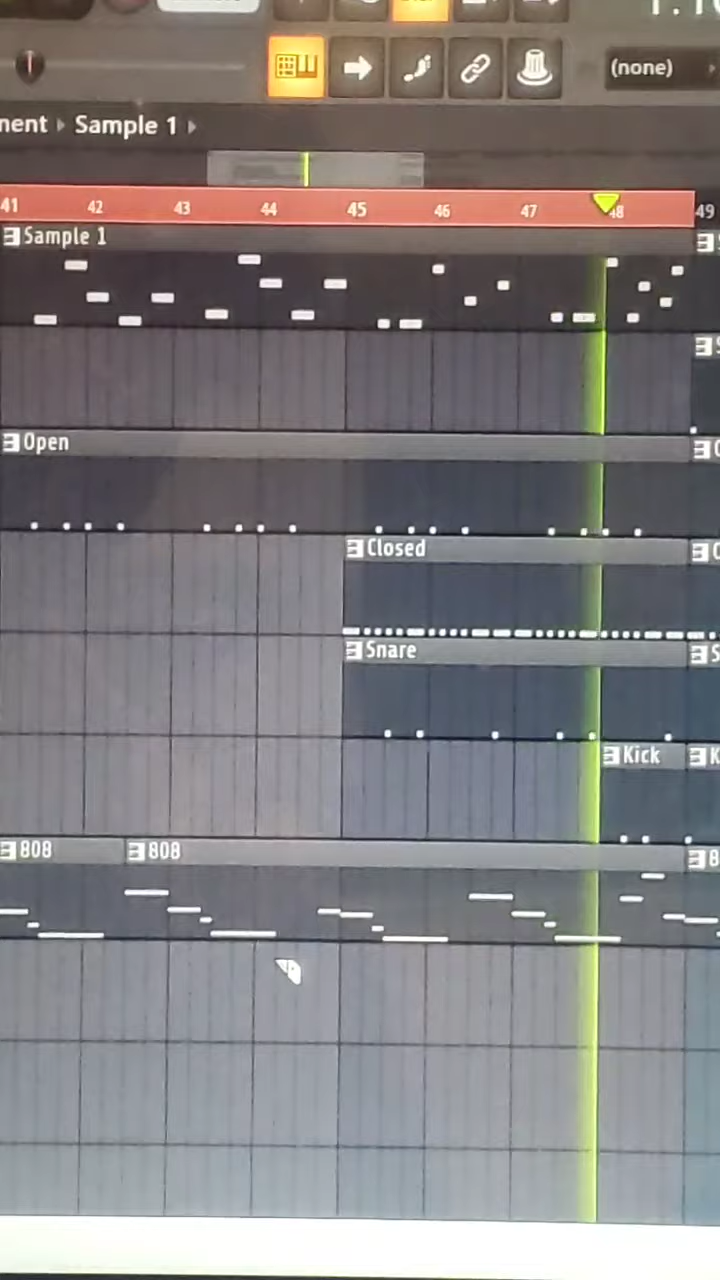 (none)
Sample 1
41 42 43 44 45 46 47 48 49
Sample 1
Open
Closed
Snare
Kick
808 808